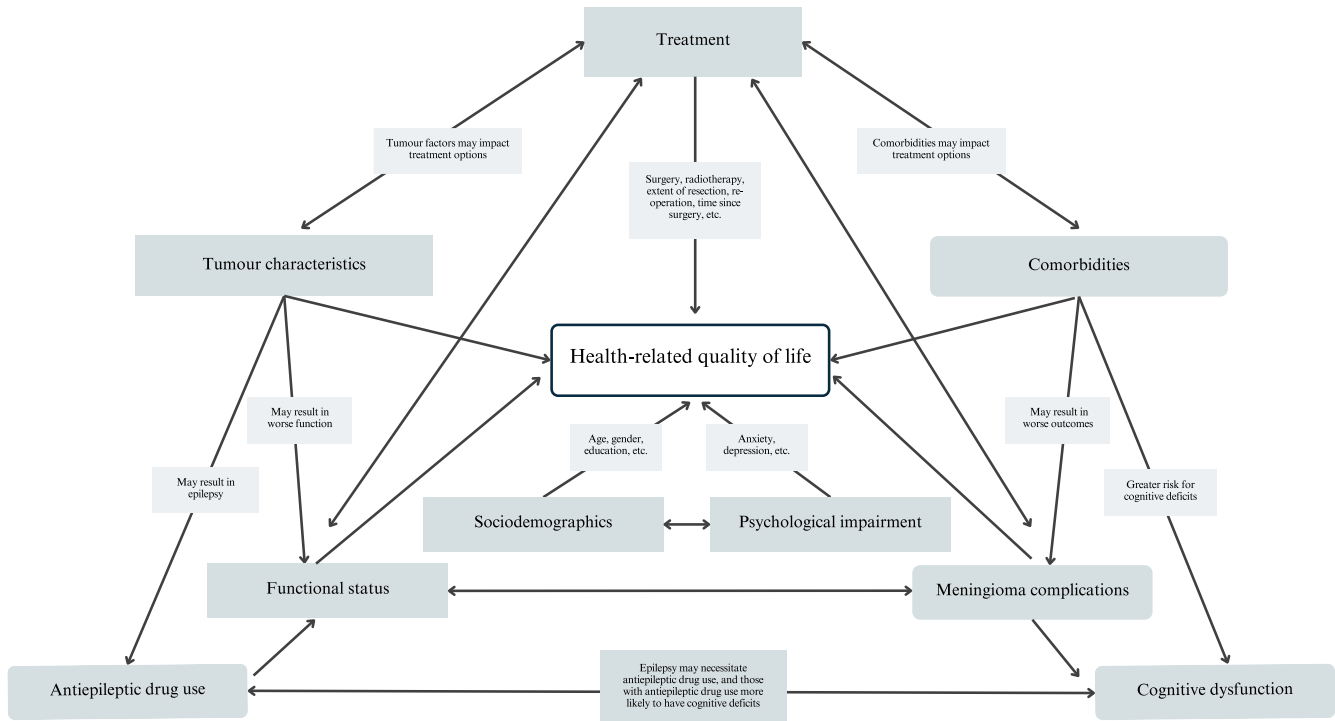 Treatment
Tumour factors may impact
treatment options
Comorbidities may impact
treatment options
Surgery, radiotherapy,
extent of resection, re-
operation, time since
surgery, etc.
Tumour characteristics
Comorbidities
Health-related quality of life
May result in
worse function
Age, gender,
education, etc.
Anxiety,
depression, etc.
May result in
worse outcomes
May result in
epilepsy
Greater risk for
cognitive deficits
Sociodemographics
Psychological impairment
Functional status
Meningioma complications
Antiepileptic drug use
Epilepsy may necessitate
antiepileptic drug use, and those
with antiepileptic drug use more
likely to have cognitive deficits
Cognitive dysfunction